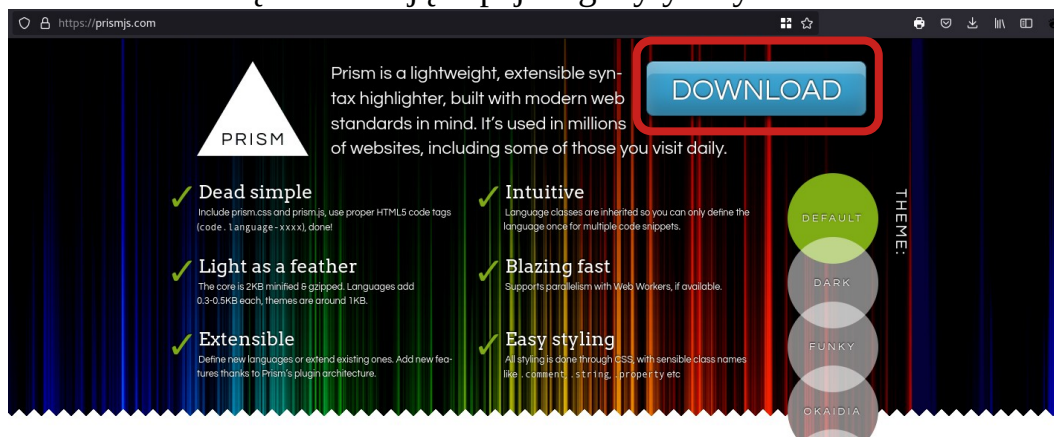 https://prismjs.com
PRISM
Prism is a lightweight, extensible syn-
tax highlighter, built with modern web
standards in mind. It’s used in millions
of websites, including some of those you visit daily.
DOWNLOAD
Dead simple
Include prism.css and prism.js, use proper HTML5 code tags
(code.language-xxxx), done!
Intuitive
Language classes are inherited so you can only define the
language once for multiple code snippets.
Light as a feather
The core is 2KB minified & gzipped. Languages add
0.3-0.5KB each, themes are around 1KB.
Blazing fast
Supports parallelism with Web Workers, if available.
Extensible
Define new languages or extend existing ones. Add new fea-
tures thanks to Prism’s plugin architecture.
Easy styling
All styling is done through CSS, with sensible class names
like .comment, .string, .property etc
THEME:
DEFAULT
DARK
FUNKY
OKAIDIA